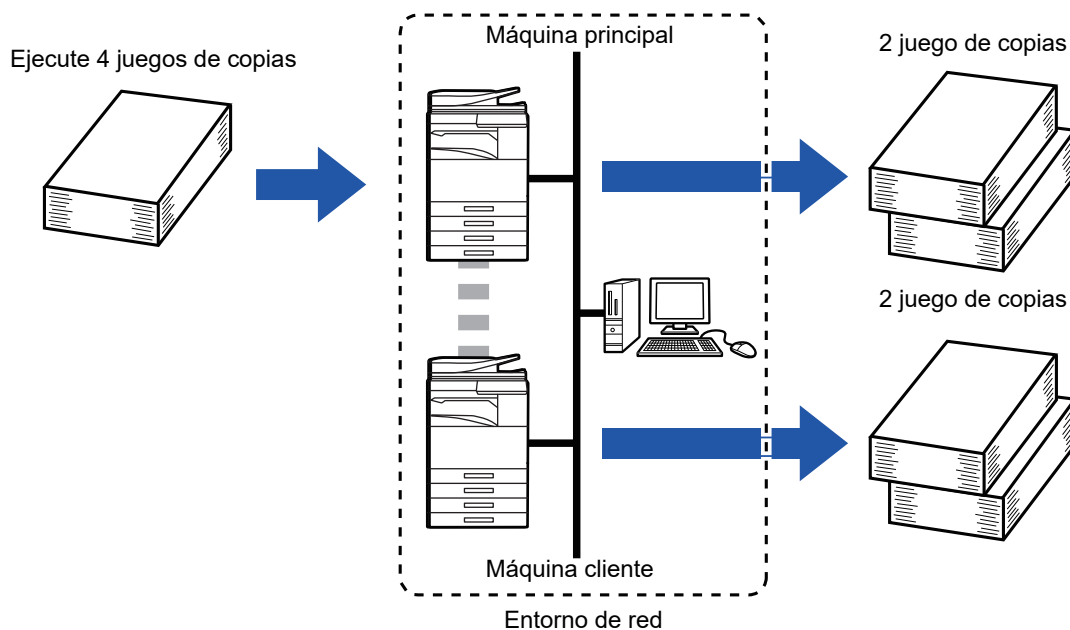 Ejecute 4 juegos de copias
Máquina principal
2 juego de copias
2 juego de copias
Máquina cliente
Entorno de red